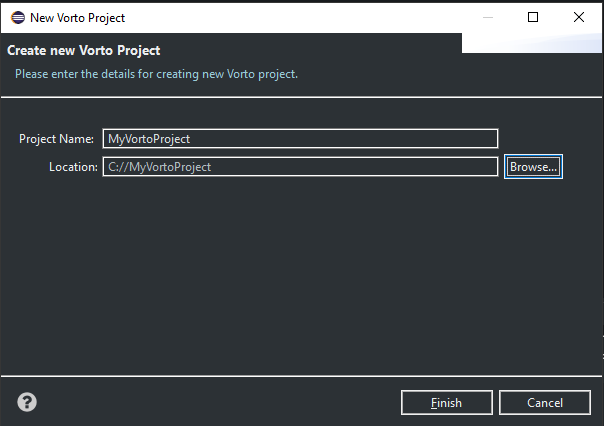 New Vorto Project
Create new Vorto Project
Please enter the details for creating new Vorto project.
Project Name: MyVortoProject
Location: C://MyVortoProject Browse...
? Finish Cancel